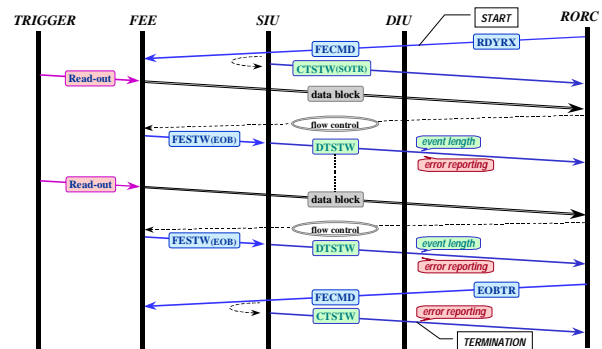 TRIGGER FEE SIU DIU RORC
START
FECMD RDYRX
CTSTW(SOTR)
Read-out
data block
flow control
FESTW(EOB) DTSTW event length
error reporting
Read-out
data block
flow control
FESTW(EOB) DTSTW event length
error reporting
FECMD EOBTR
CTSTW error reporting
TERMINATION